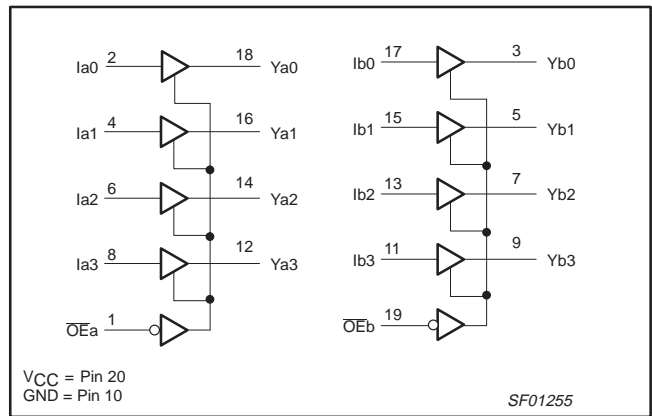 Ia0 2 18 Ya0
Ia1 4 16 Ya1
Ia2 6 14 Ya2
Ia3 8 12 Ya3
O̅E̅a 1
Ib0 17 3 Yb0
Ib1 15 5 Yb1
Ib2 13 7 Yb2
Ib3 11 9 Yb3
O̅E̅b 19
VCC = Pin 20
GND = Pin 10
SF01255